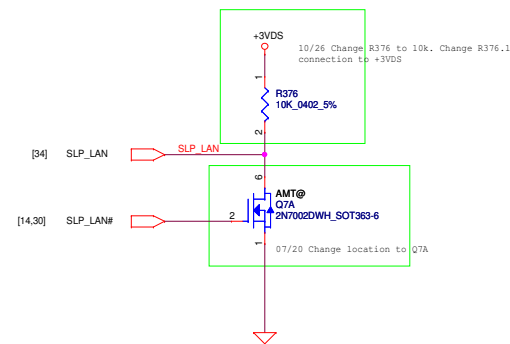 +3VDS
10/26 Change R376 to 10k. Change R376.1
connection to +3VDS
1
R376
10K_0402_5%
2
[34] SLP_LAN SLP_LAN
6
AMT@
Q7A
2N7002DWH_SOT363-6
[14,30] SLP_LAN# 2
1
07/20 Change location to Q7A